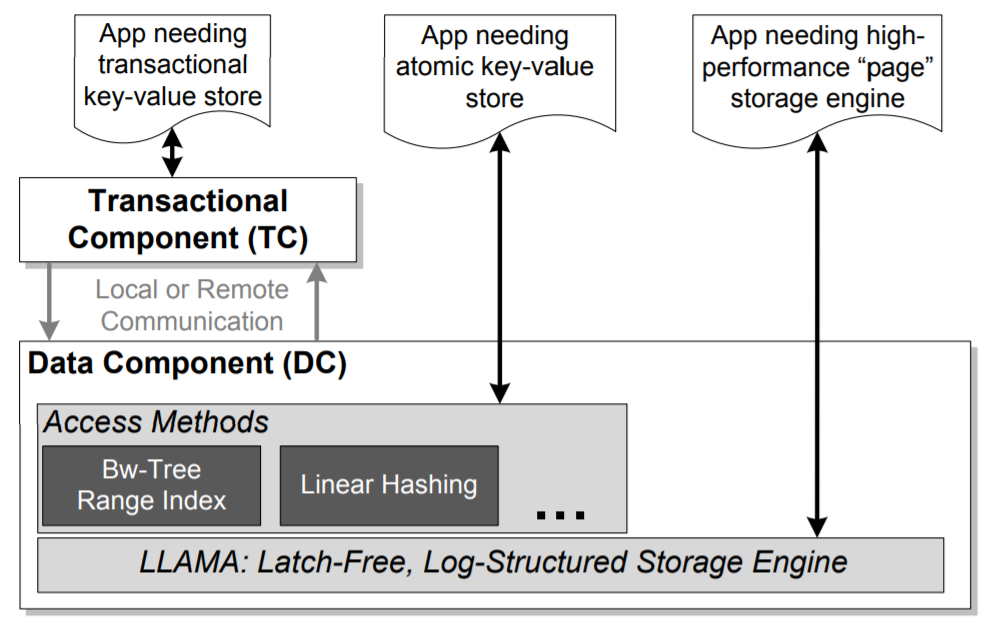 App needing
transactional
key-value store
App needing
atomic key-value
store
App needing high-
performance “page”
storage engine
Transactional
Component (TC)
Local or Remote
Communication
Data Component (DC)
Access Methods
Bw-Tree
Range Index
Linear Hashing
...
LLAMA: Latch-Free, Log-Structured Storage Engine